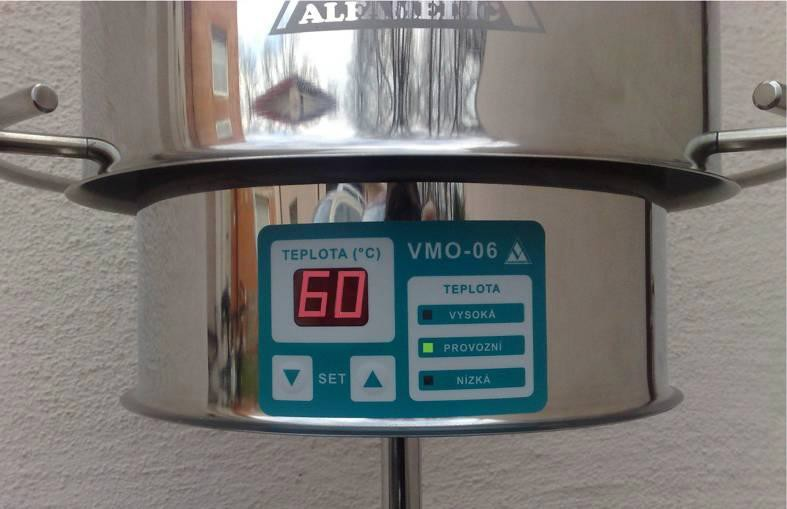 TEPLOTA (°C)
60
SET
VMO-06
TEPLOTA
VYSOKÁ
PROVOZNÍ
NÍZKÁ